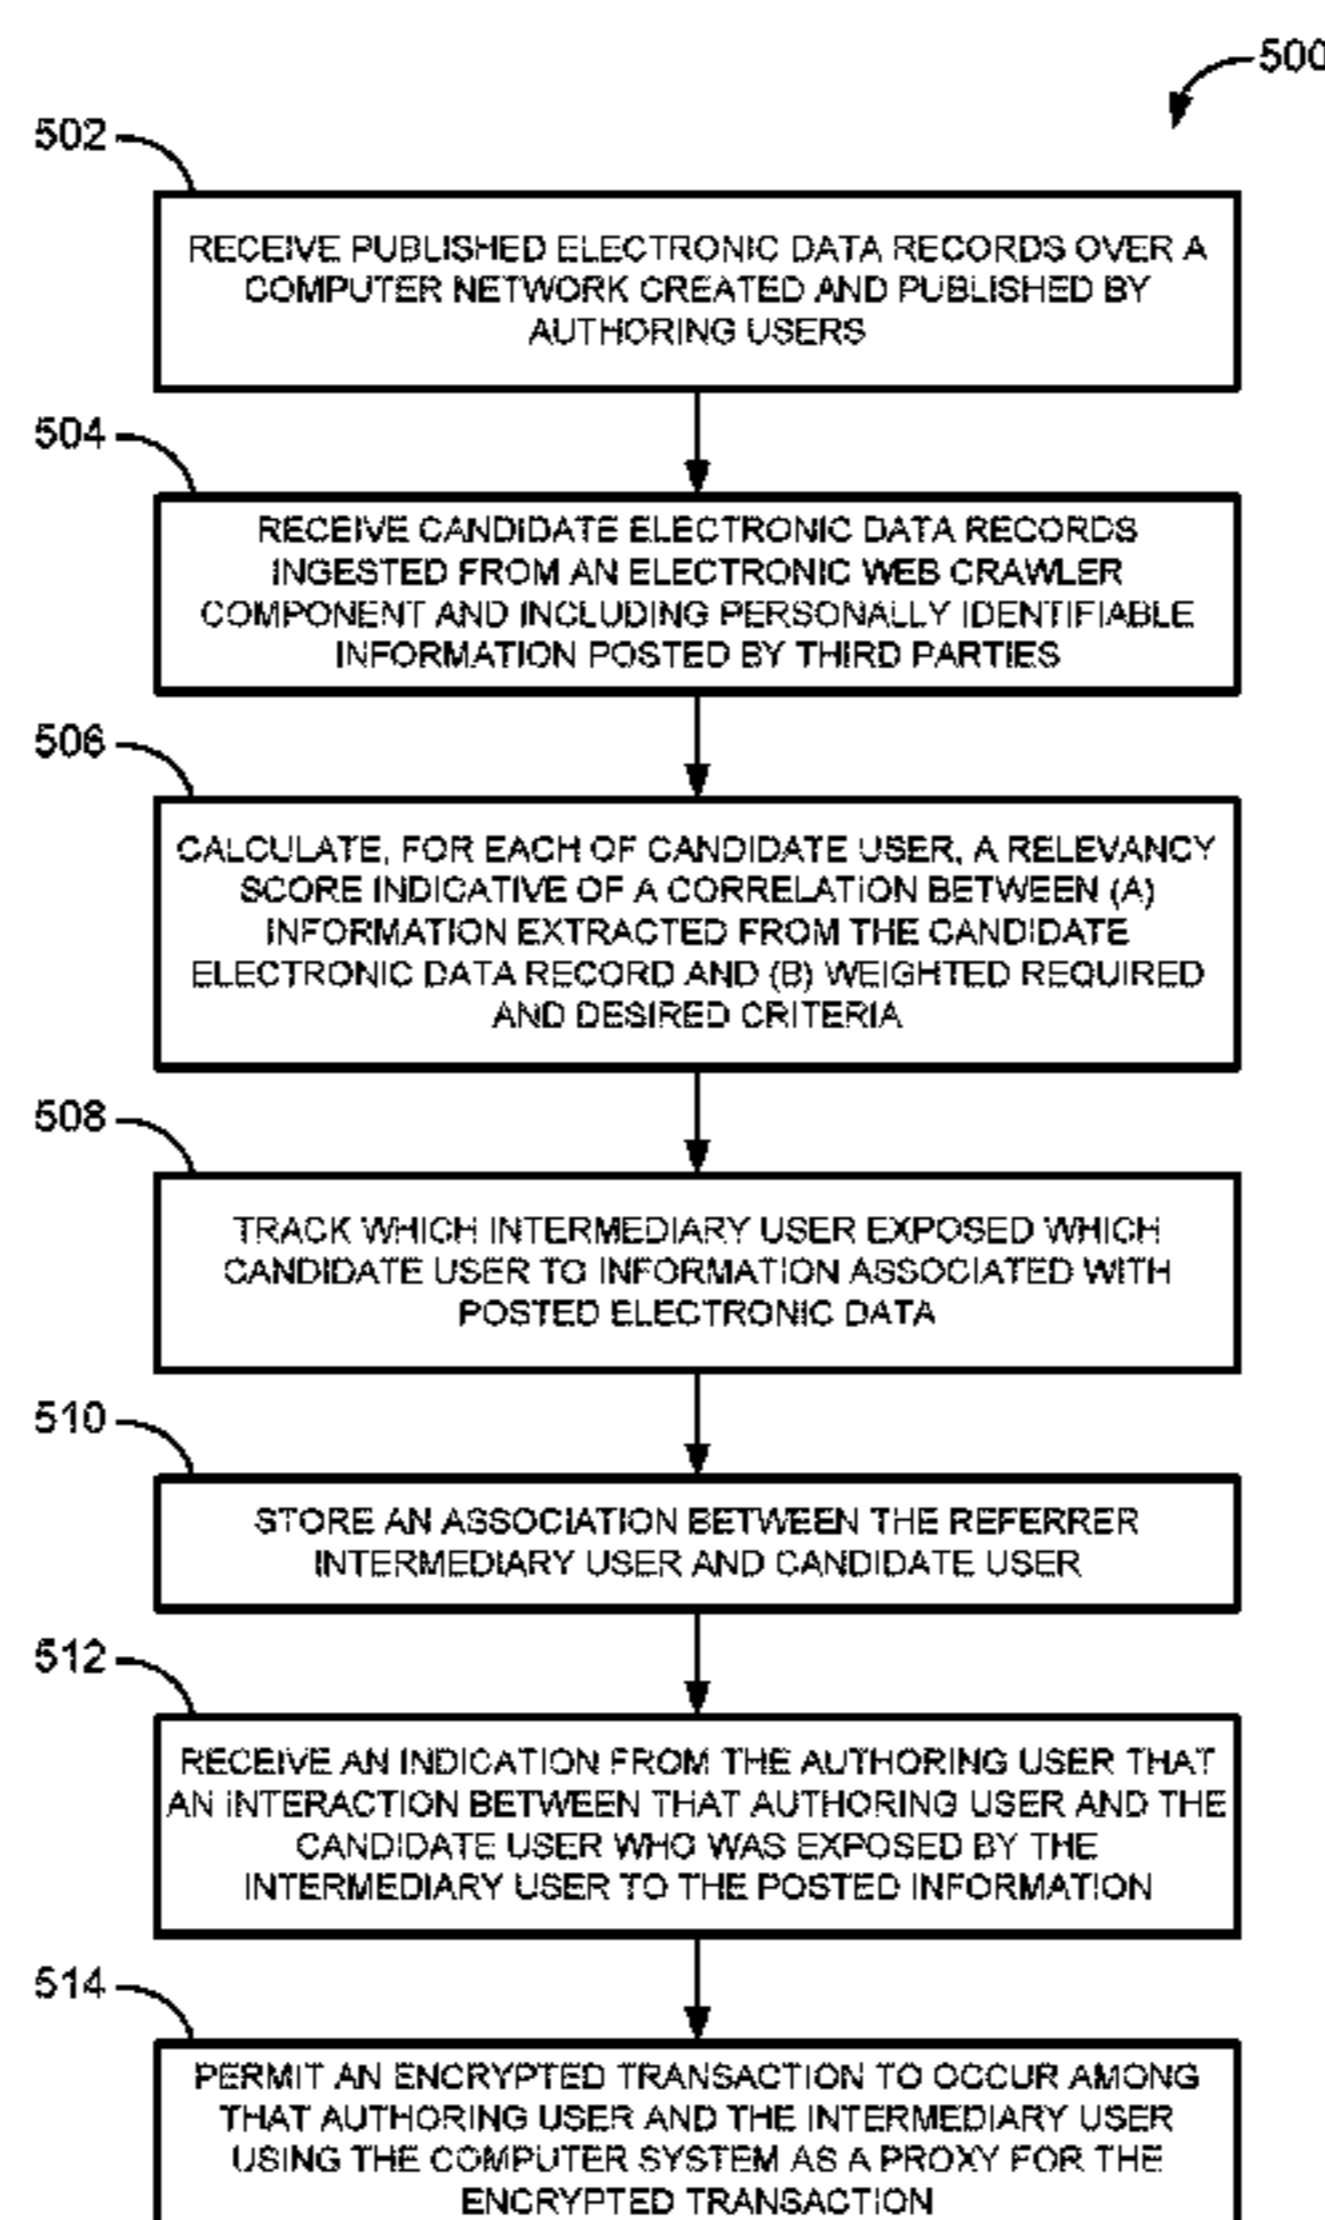 500
502
RECEIVE PUBLISHED ELECTRONIC DATA RECORDS OVER A
COMPUTER NETWORK CREATED AND PUBLISHED BY
AUTHORING USERS
504
RECEIVE CANDIDATE ELECTRONIC DATA RECORDS
INGESTED FROM AN ELECTRONIC WEB CRAWLER
COMPONENT AND INCLUDING PERSONALLY IDENTIFIABLE
INFORMATION POSTED BY THIRD PARTIES
506
CALCULATE, FOR EACH OF CANDIDATE USER, A RELEVANCY
SCORE INDICATIVE OF A CORRELATION BETWEEN (A)
INFORMATION EXTRACTED FROM THE CANDIDATE
ELECTRONIC DATA RECORD AND (B) WEIGHTED REQUIRED
AND DESIRED CRITERIA
508
TRACK WHICH INTERMEDIARY USER EXPOSED WHICH
CANDIDATE USER TO INFORMATION ASSOCIATED WITH
POSTED ELECTRONIC DATA
510
STORE AN ASSOCIATION BETWEEN THE REFERRER
INTERMEDIARY USER AND CANDIDATE USER
512
RECEIVE AN INDICATION FROM THE AUTHORING USER THAT
AN INTERACTION BETWEEN THAT AUTHORING USER AND THE
CANDIDATE USER WHO WAS EXPOSED BY THE
INTERMEDIARY USER TO THE POSTED INFORMATION
514
PERMIT AN ENCRYPTED TRANSACTION TO OCCUR AMONG
THAT AUTHORING USER AND THE INTERMEDIARY USER
USING THE COMPUTER SYSTEM AS A PROXY FOR THE
ENCRYPTED TRANSACTION